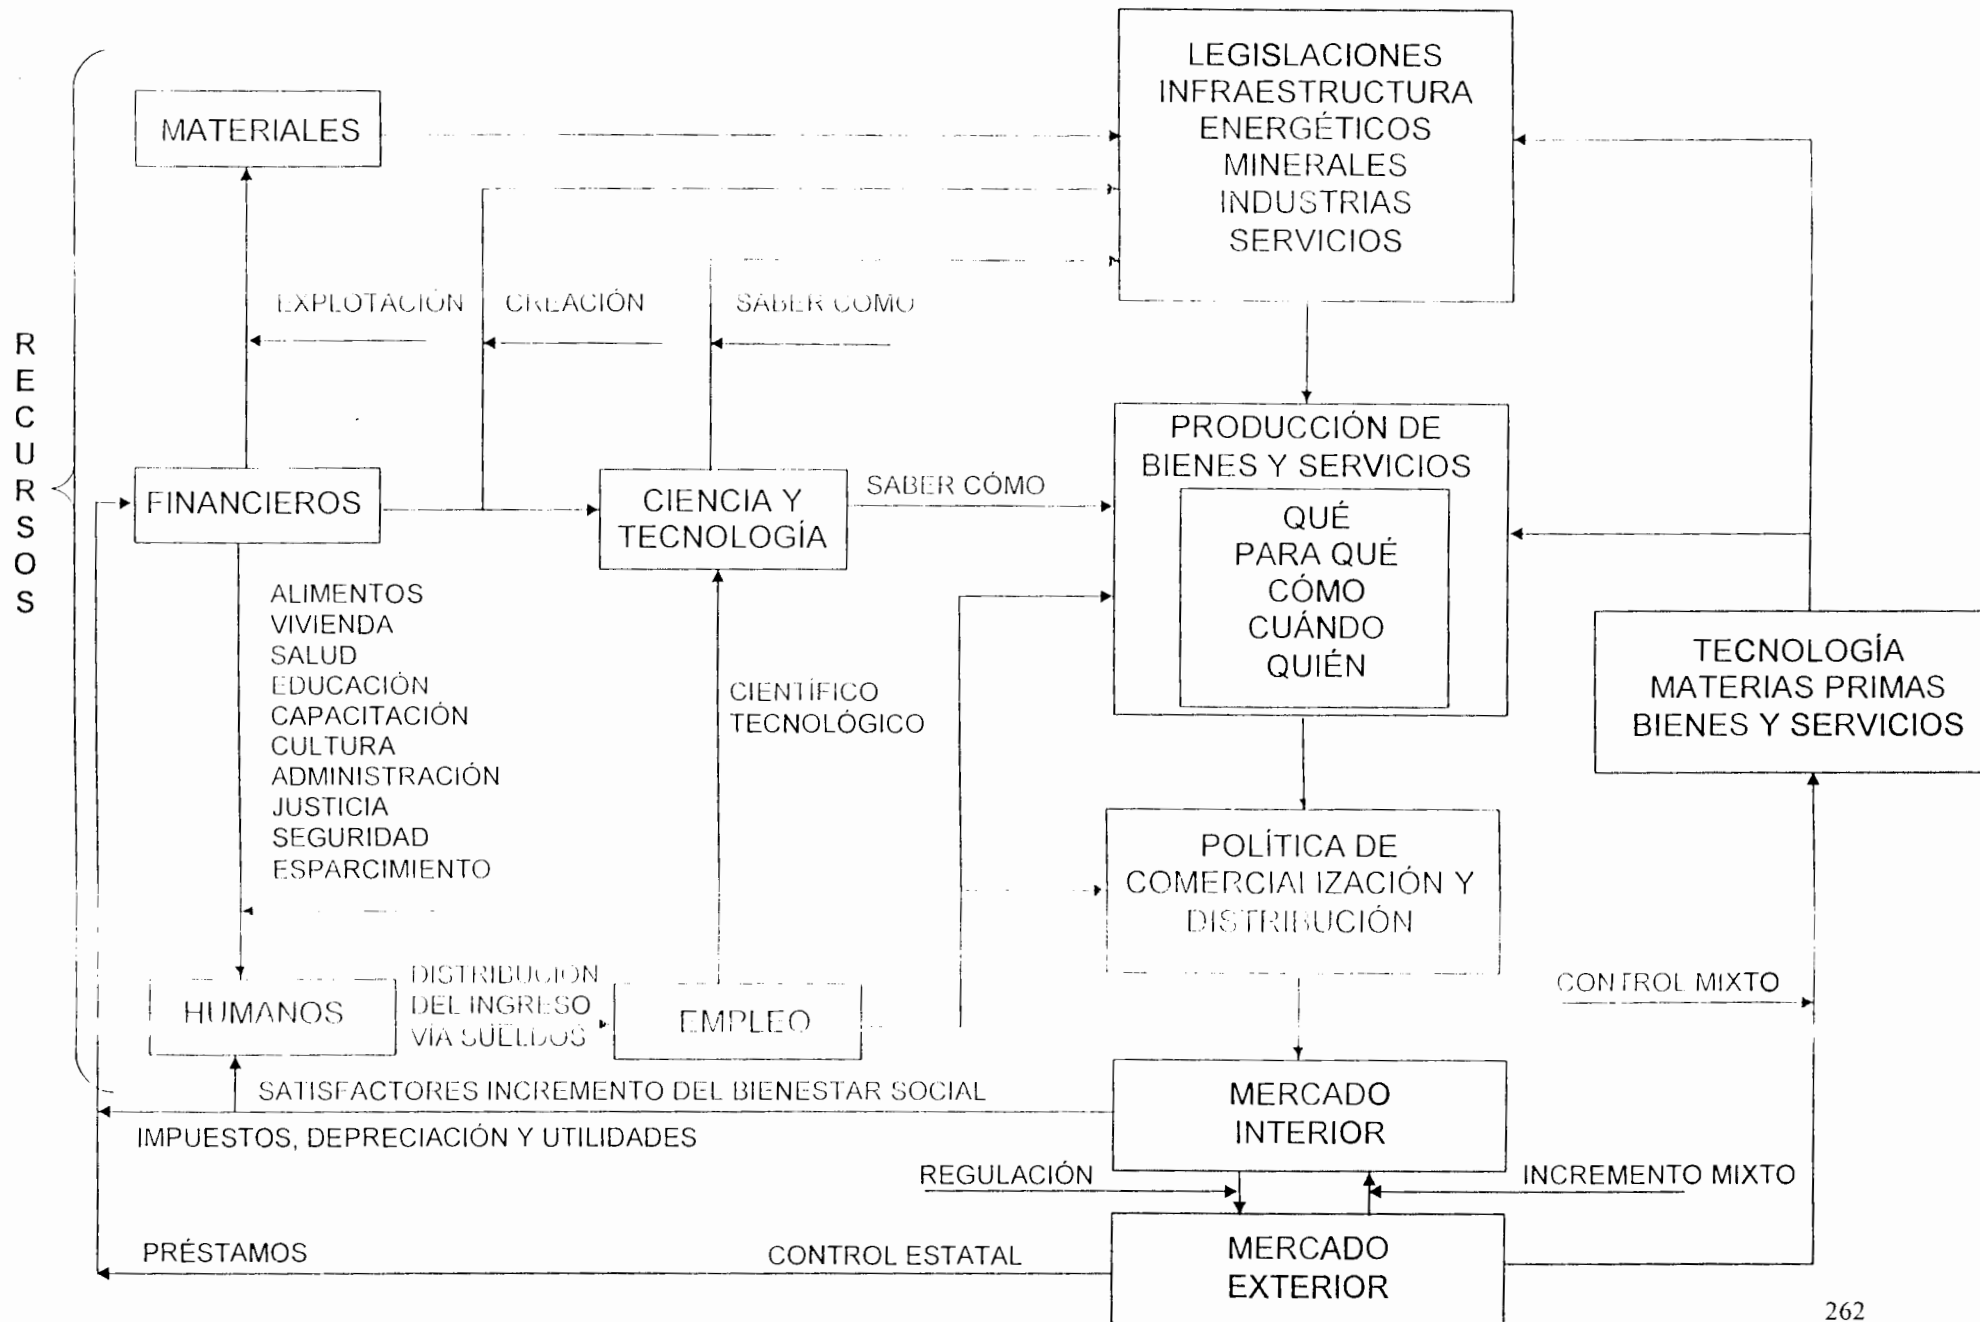 LEGISLACIONES
INFRAESTRUCTURA
ENERGÉTICOS
MINERALES
INDUSTRIAS
SERVICIOS
MATERIALES
EXPLOTACIÓN
CREACIÓN
SABER COMO
RECURSOS
FINANCIEROS
CIENCIA Y
TECNOLOGÍA
SABER CÓMO
PRODUCCIÓN DE
BIENES Y SERVICIOS
QUÉ
PARA QUÉ
CÓMO
CUÁNDO
QUIÉN
ALIMENTOS
VIVIENDA
SALUD
EDUCACIÓN
CAPACITACIÓN
CULTURA
ADMINISTRACIÓN
JUSTICIA
SEGURIDAD
ESPARCIMIENTO
CIENTÍFICO
TECNOLÓGICO
TECNOLOGÍA
MATERIAS PRIMAS
BIENES Y SERVICIOS
POLÍTICA DE
COMERCIALIZACIÓN Y
DISTRIBUCIÓN
HUMANOS
DISTRIBUCIÓN
DEL INGRESO
VÍA SUELDOS
EMPLEO
CONTROL MIXTO
SATISFACTORES INCREMENTO DEL BIENESTAR SOCIAL
IMPUESTOS, DEPRECIACIÓN Y UTILIDADES
MERCADO
INTERIOR
REGULACIÓN
INCREMENTO MIXTO
PRÉSTAMOS
CONTROL ESTATAL
MERCADO
EXTERIOR
262